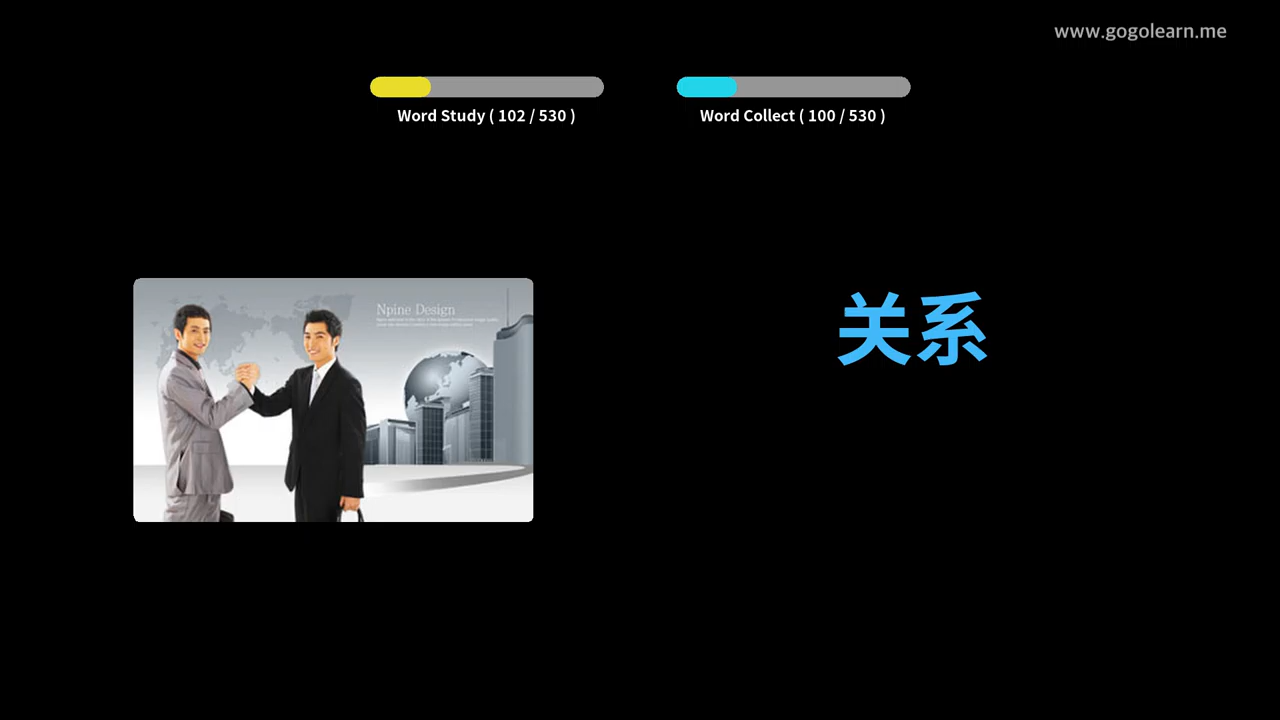 www.gogolearn.me
Word Study ( 102 / 530 )
Word Collect ( 100 / 530 )
Npine Design
关系